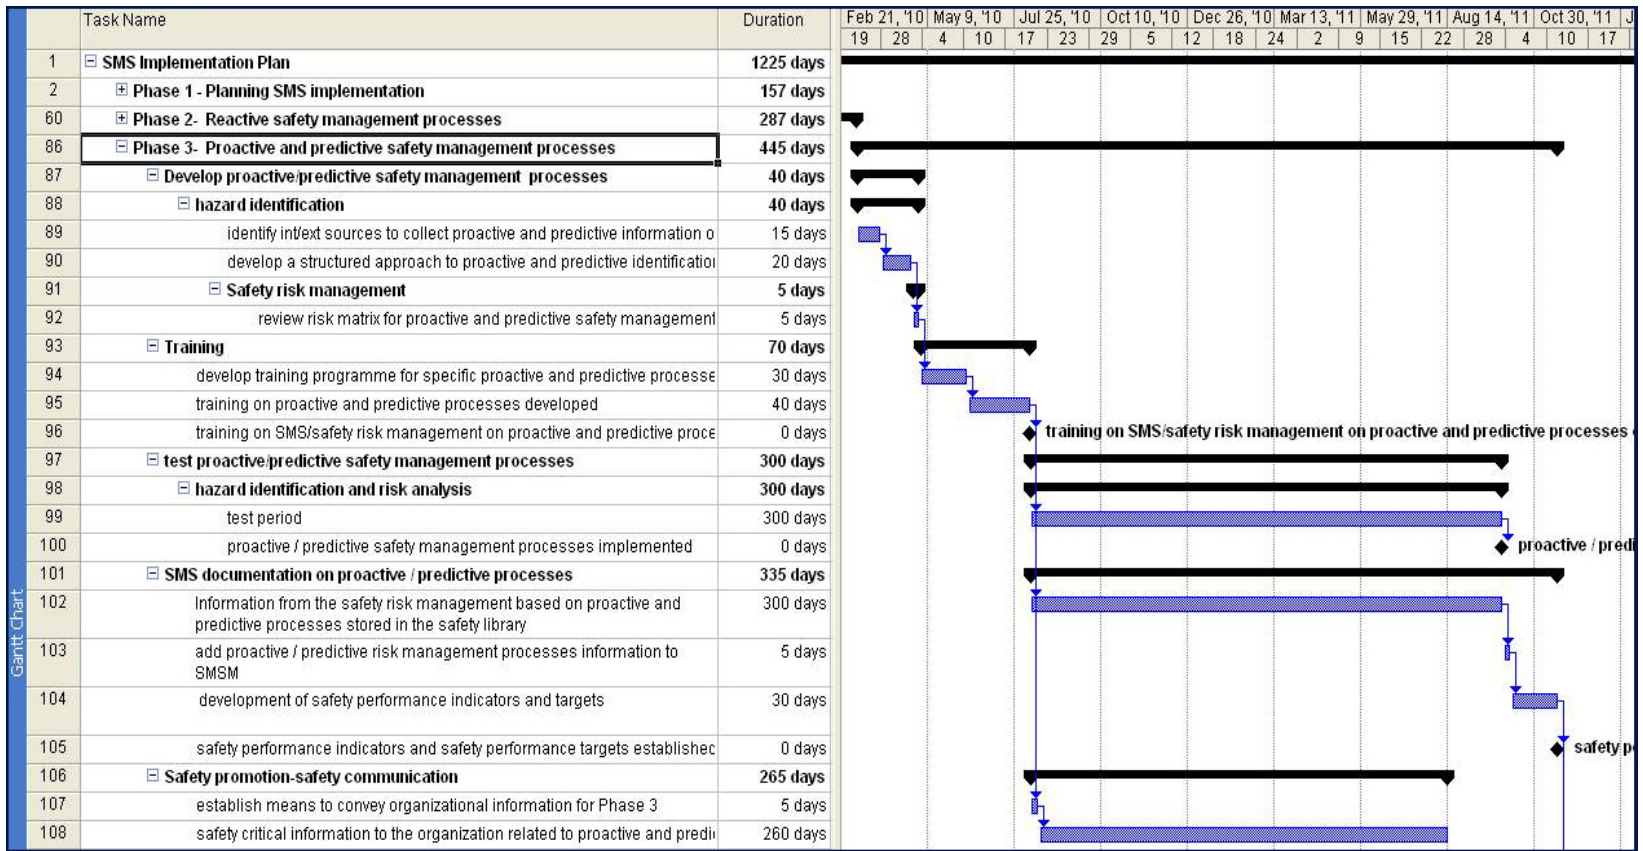 Task Name Duration Feb 21, '10 May 9, '10 Jul 25, '10 Oct 10, '10 Dec 26, '10 Mar 13, '11 May 29, '11 Aug 14, '11 Oct 30, '11 J
19 28 4 10 17 23 29 5 12 18 24 2 9 15 22 28 4 10 17
1 SMS Implementation Plan 1225 days
2 Phase 1 - Planning SMS implementation 157 days
60 Phase 2- Reactive safety management processes 287 days
86 Phase 3- Proactive and predictive safety management processes 445 days
87 Develop proactive/predictive safety management processes 40 days
88 hazard identification 40 days
89 identify int/ext sources to collect proactive and predictive information o 15 days
90 develop a structured approach to proactive and predictive identificatio 20 days
91 Safety risk management 5 days
92 review risk matrix for proactive and predictive safety management 5 days
93 Training 70 days
94 develop training programme for specific proactive and predictive processe 30 days
95 training on proactive and predictive processes developed 40 days
96 training on SMS/safety risk management on proactive and predictive proce 0 days training on SMS/safety risk management on proactive and predictive processes
97 test proactive/predictive safety management processes 300 days
98 hazard identification and risk analysis 300 days
99 test period 300 days
100 proactive / predictive safety management processes implemented 0 days proactive / predi
101 SMS documentation on proactive / predictive processes 335 days
102 Information from the safety risk management based on proactive and 300 days
predictive processes stored in the safety library
103 add proactive / predictive risk management processes information to 5 days
SMSM
104 development of safety performance indicators and targets 30 days
105 safety performance indicators and safety performance targets established 0 days safety p
106 Safety promotion-safety communication 265 days
107 establish means to convey organizational information for Phase 3 5 days
108 safety critical information to the organization related to proactive and predi 260 days
Gantt Chart